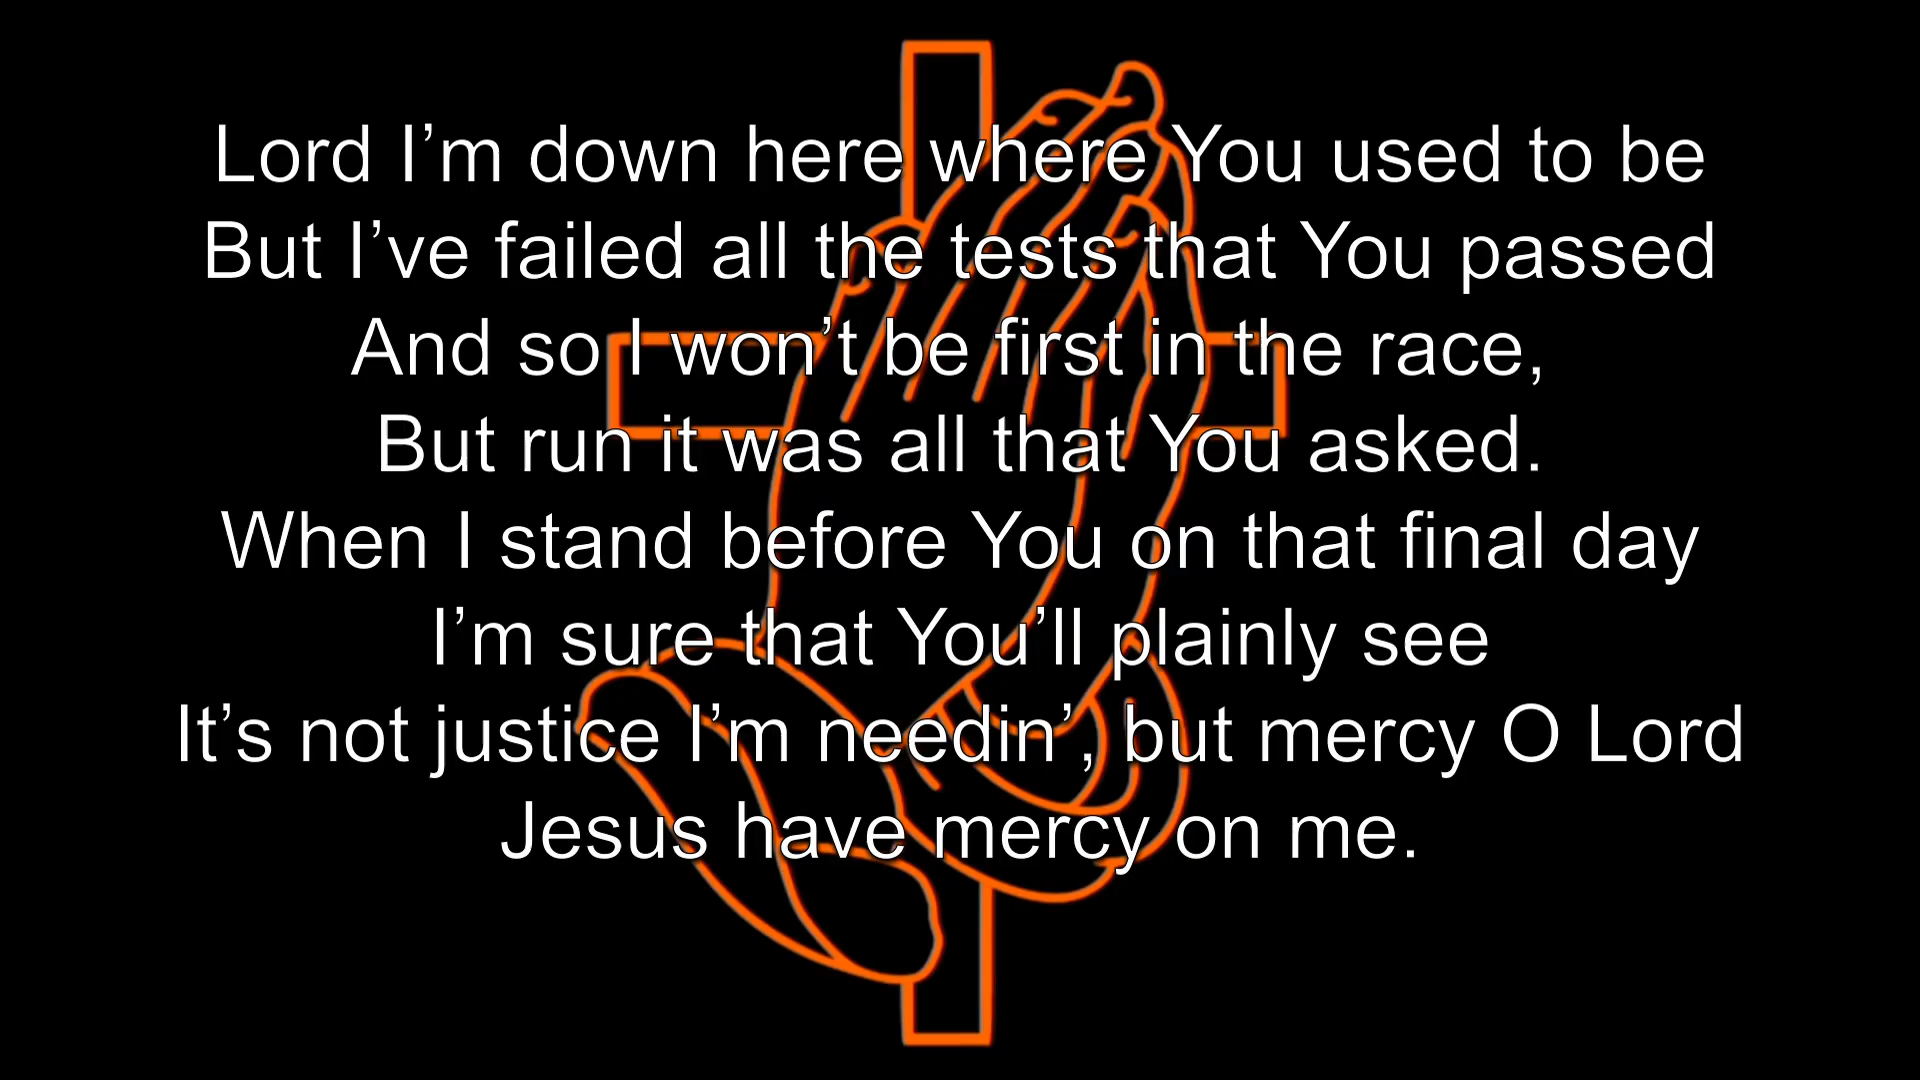 Lord I’m down here where You used to be
But I’ve failed all the tests that You passed
And so I won’t be first in the race,
But run it was all that You asked.
When I stand before You on that final day
I’m sure that You’ll plainly see
It’s not justice I’m needin’, but mercy O Lord
Jesus have mercy on me.